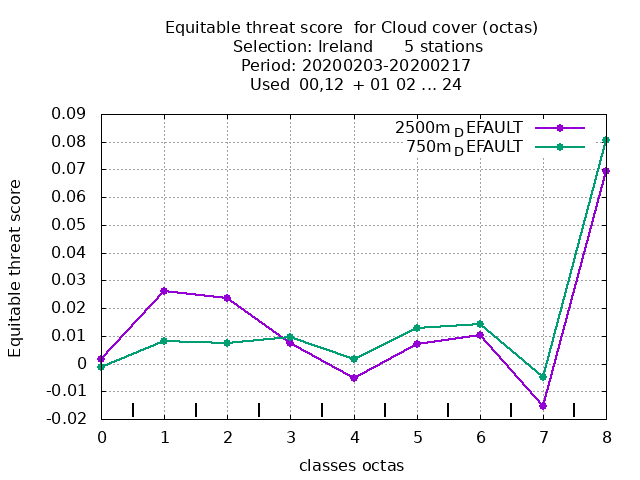 Equitable threat score for Cloud cover (octas)
Selection: Ireland 5 stations
Period: 20200203-20200217
Used 00,12 + 01 02 ... 24
2500m_DEFAULT
750m_DEFAULT
0.09
0.08
0.07
0.06
0.05
0.04
0.03
0.02
0.01
0
-0.01
-0.02
Equitable threat score
0 1 2 3 4 5 6 7 8
classes octas